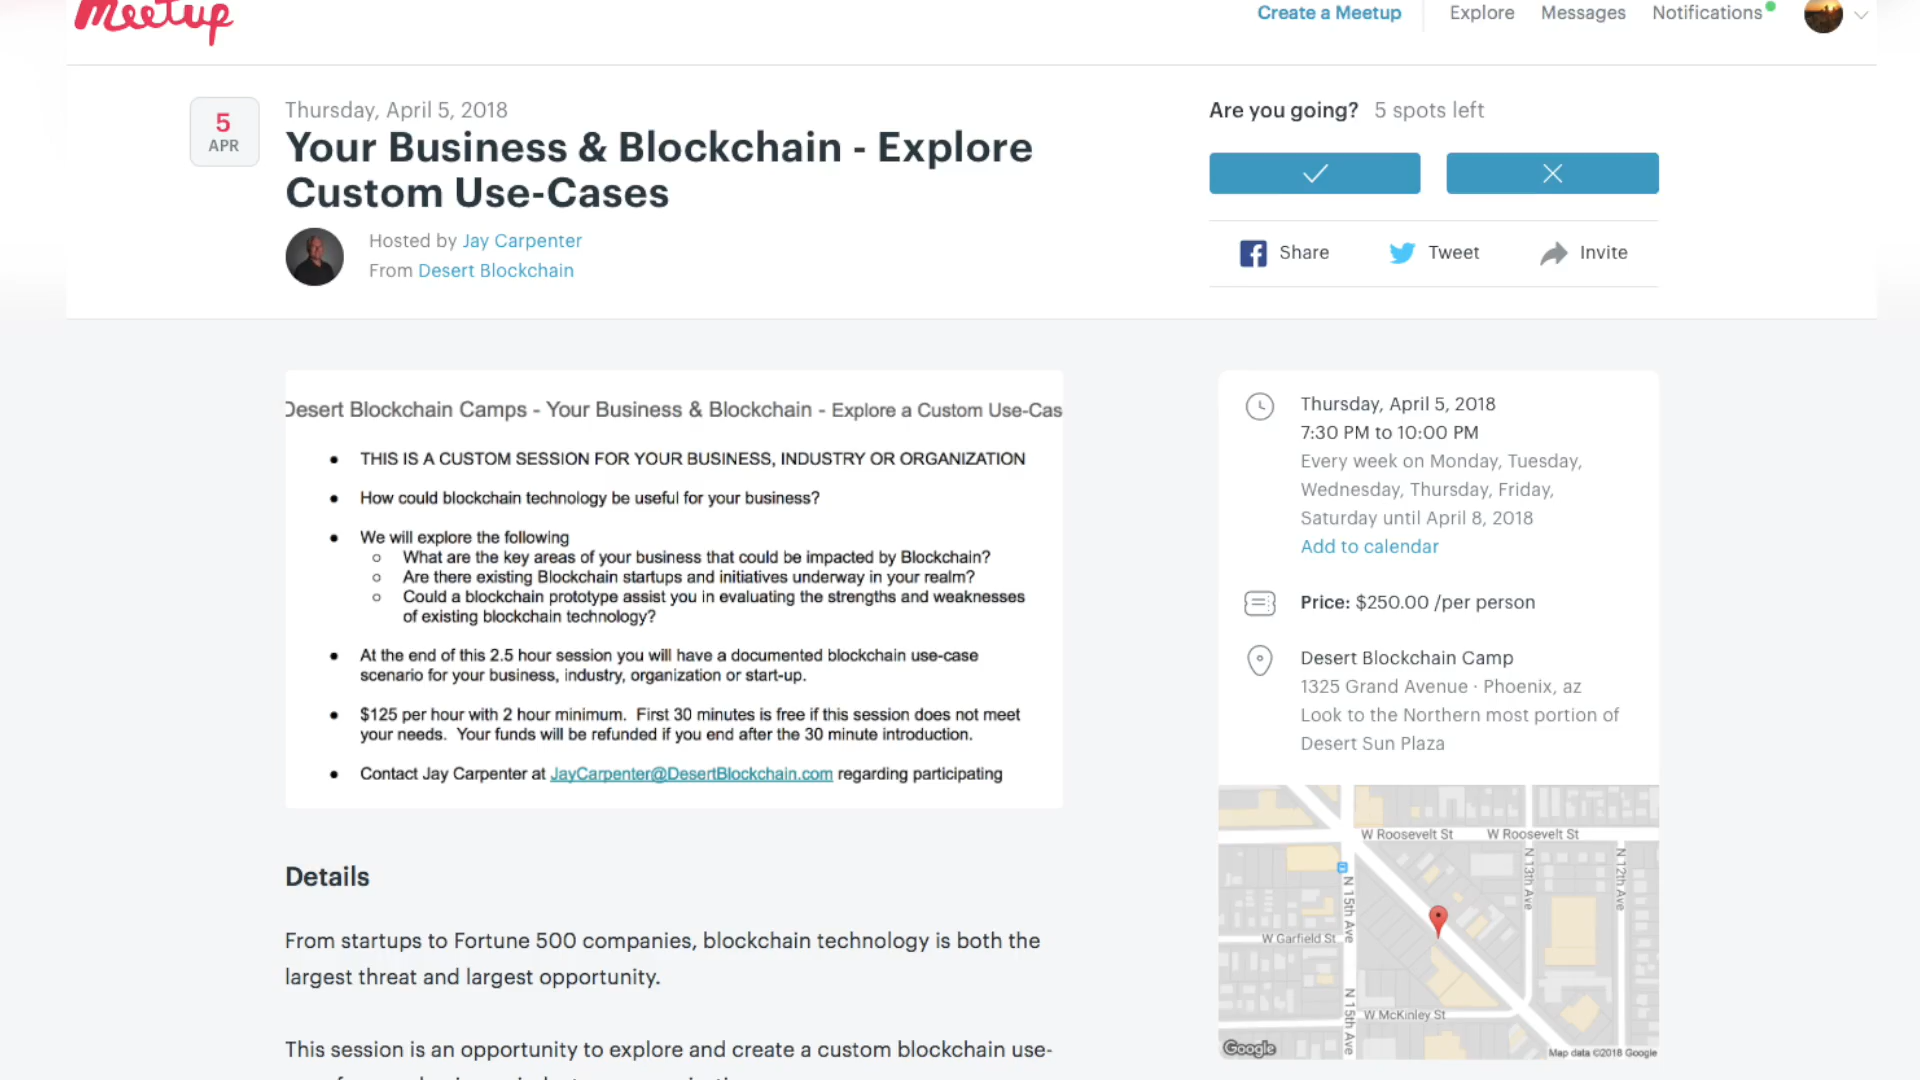 Meetup
Create a Meetup
Explore
Messages
Notifications
5
APR
Thursday, April 5, 2018
Your Business & Blockchain - Explore
Custom Use-Cases
Hosted by Jay Carpenter
From Desert Blockchain
Are you going? 5 spots left
Share
Tweet
Invite
Desert Blockchain Camps - Your Business & Blockchain - Explore a Custom Use-Cas
• THIS IS A CUSTOM SESSION FOR YOUR BUSINESS, INDUSTRY OR ORGANIZATION
• How could blockchain technology be useful for your business?
• We will explore the following
○ What are the key areas of your business that could be impacted by Blockchain?
○ Are there existing Blockchain startups and initiatives underway in your realm?
○ Could a blockchain prototype assist you in evaluating the strengths and weaknesses
of existing blockchain technology?
• At the end of this 2.5 hour session you will have a documented blockchain use-case
scenario for your business, industry, organization or start-up.
• $125 per hour with 2 hour minimum. First 30 minutes is free if this session does not meet
your needs. Your funds will be refunded if you end after the 30 minute introduction.
• Contact Jay Carpenter at JayCarpenter@DesertBlockchain.com regarding participating
Details
From startups to Fortune 500 companies, blockchain technology is both the
largest threat and largest opportunity.
This session is an opportunity to explore and create a custom blockchain use-
Thursday, April 5, 2018
7:30 PM to 10:00 PM
Every week on Monday, Tuesday,
Wednesday, Thursday, Friday,
Saturday until April 8, 2018
Add to calendar
Price: $250.00 /per person
Desert Blockchain Camp
1325 Grand Avenue · Phoenix, az
Look to the Northern most portion of
Desert Sun Plaza
W Roosevelt St
W Roosevelt St
N 15th Ave
N 13th Ave
N 12th Ave
W Garfield St
N 15th Ave
W McKinley St
Google
Map data ©2018 Google